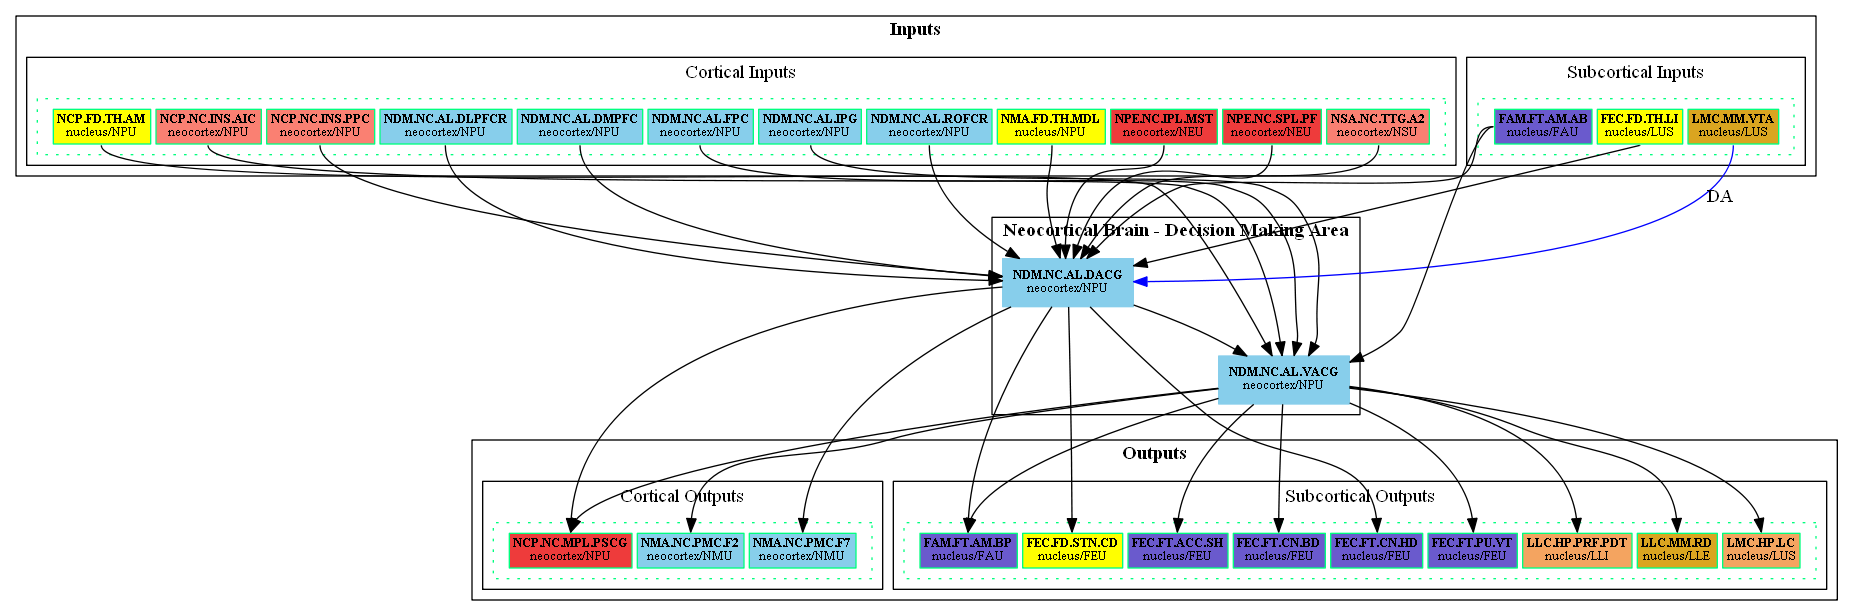 Inputs
Cortical Inputs
Subcortical Inputs
NCP.FD.TH.AM
nucleus/NPU
NCP.NC.INS.AIC
neocortex/NPU
NCP.NC.INS.PPC
neocortex/NPU
NDM.NC.AL.DLPFCR
neocortex/NPU
NDM.NC.AL.DMPFC
neocortex/NPU
NDM.NC.AL.FPC
neocortex/NPU
NDM.NC.AL.IPG
neocortex/NPU
NDM.NC.AL.ROFCR
neocortex/NPU
NMA.FD.TH.MDL
nucleus/NPU
NPE.NC.IPL.MST
neocortex/NEU
NPE.NC.SPL.PF
neocortex/NEU
NSA.NC.TTG.A2
neocortex/NSU
FAM.FT.AM.AB
nucleus/FAU
FEC.FD.TH.LI
nucleus/LUS
LMC.MM.VTA
nucleus/LUS
DA
Neocortical Brain - Decision Making Area
NDM.NC.AL.DACG
neocortex/NPU
NDM.NC.AL.VACG
neocortex/NPU
Outputs
Cortical Outputs
Subcortical Outputs
NCP.NC.MPL.PSCG
neocortex/NPU
NMA.NC.PMC.F2
neocortex/NMU
NMA.NC.PMC.F7
neocortex/NMU
FAM.FT.AM.BP
nucleus/FAU
FEC.FD.STN.CD
nucleus/FEU
FEC.FT.ACC.SH
nucleus/FEU
FEC.FT.CN.BD
nucleus/FEU
FEC.FT.CN.HD
nucleus/FEU
FEC.FT.PU.VT
nucleus/FEU
LLC.HP.PRF.PDT
nucleus/LLI
LLC.MM.RD
nucleus/LLE
LMC.HP.LC
nucleus/LUS